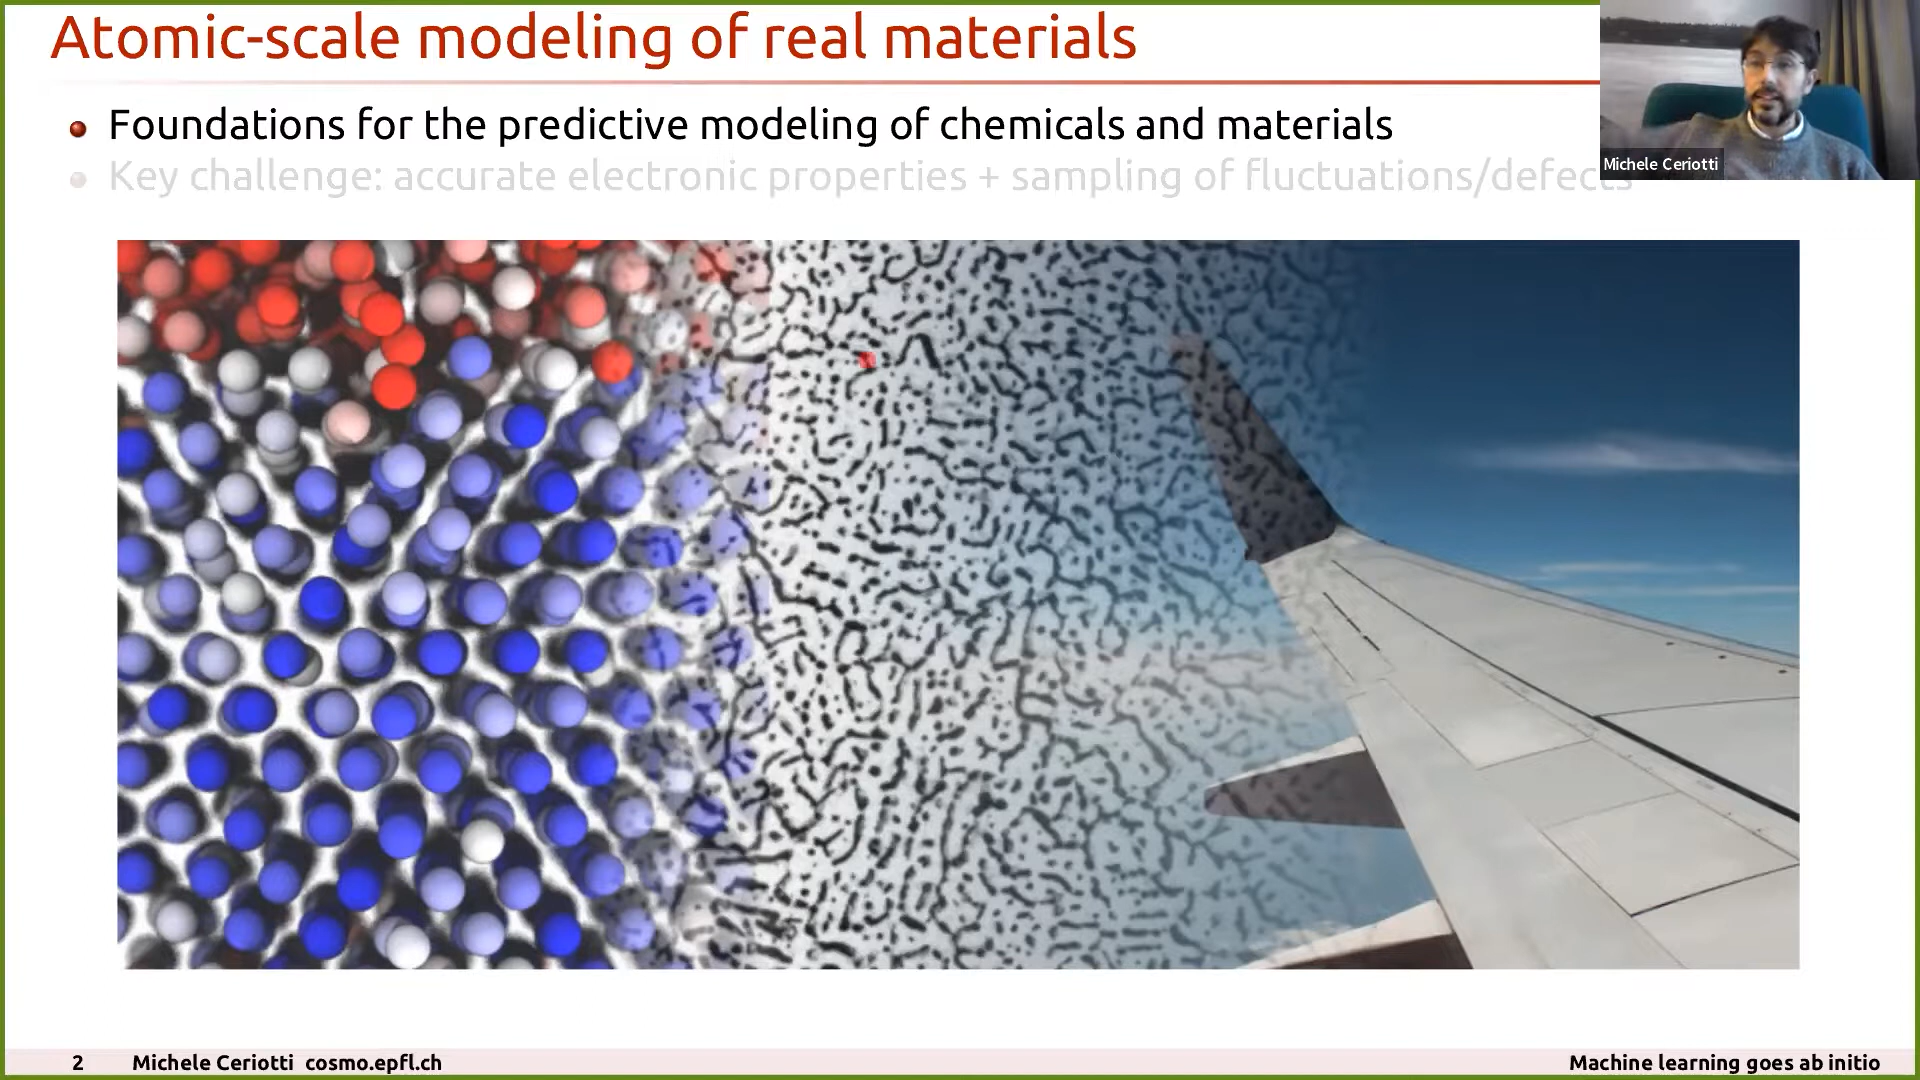 Atomic-scale modeling of real materials
Foundations for the predictive modeling of chemicals and materials
Key challenge: accurate electronic properties + sampling of fluctuations/defects
Michele Ceriotti
2 Michele Ceriotti cosmo.epfl.ch Machine learning goes ab initio